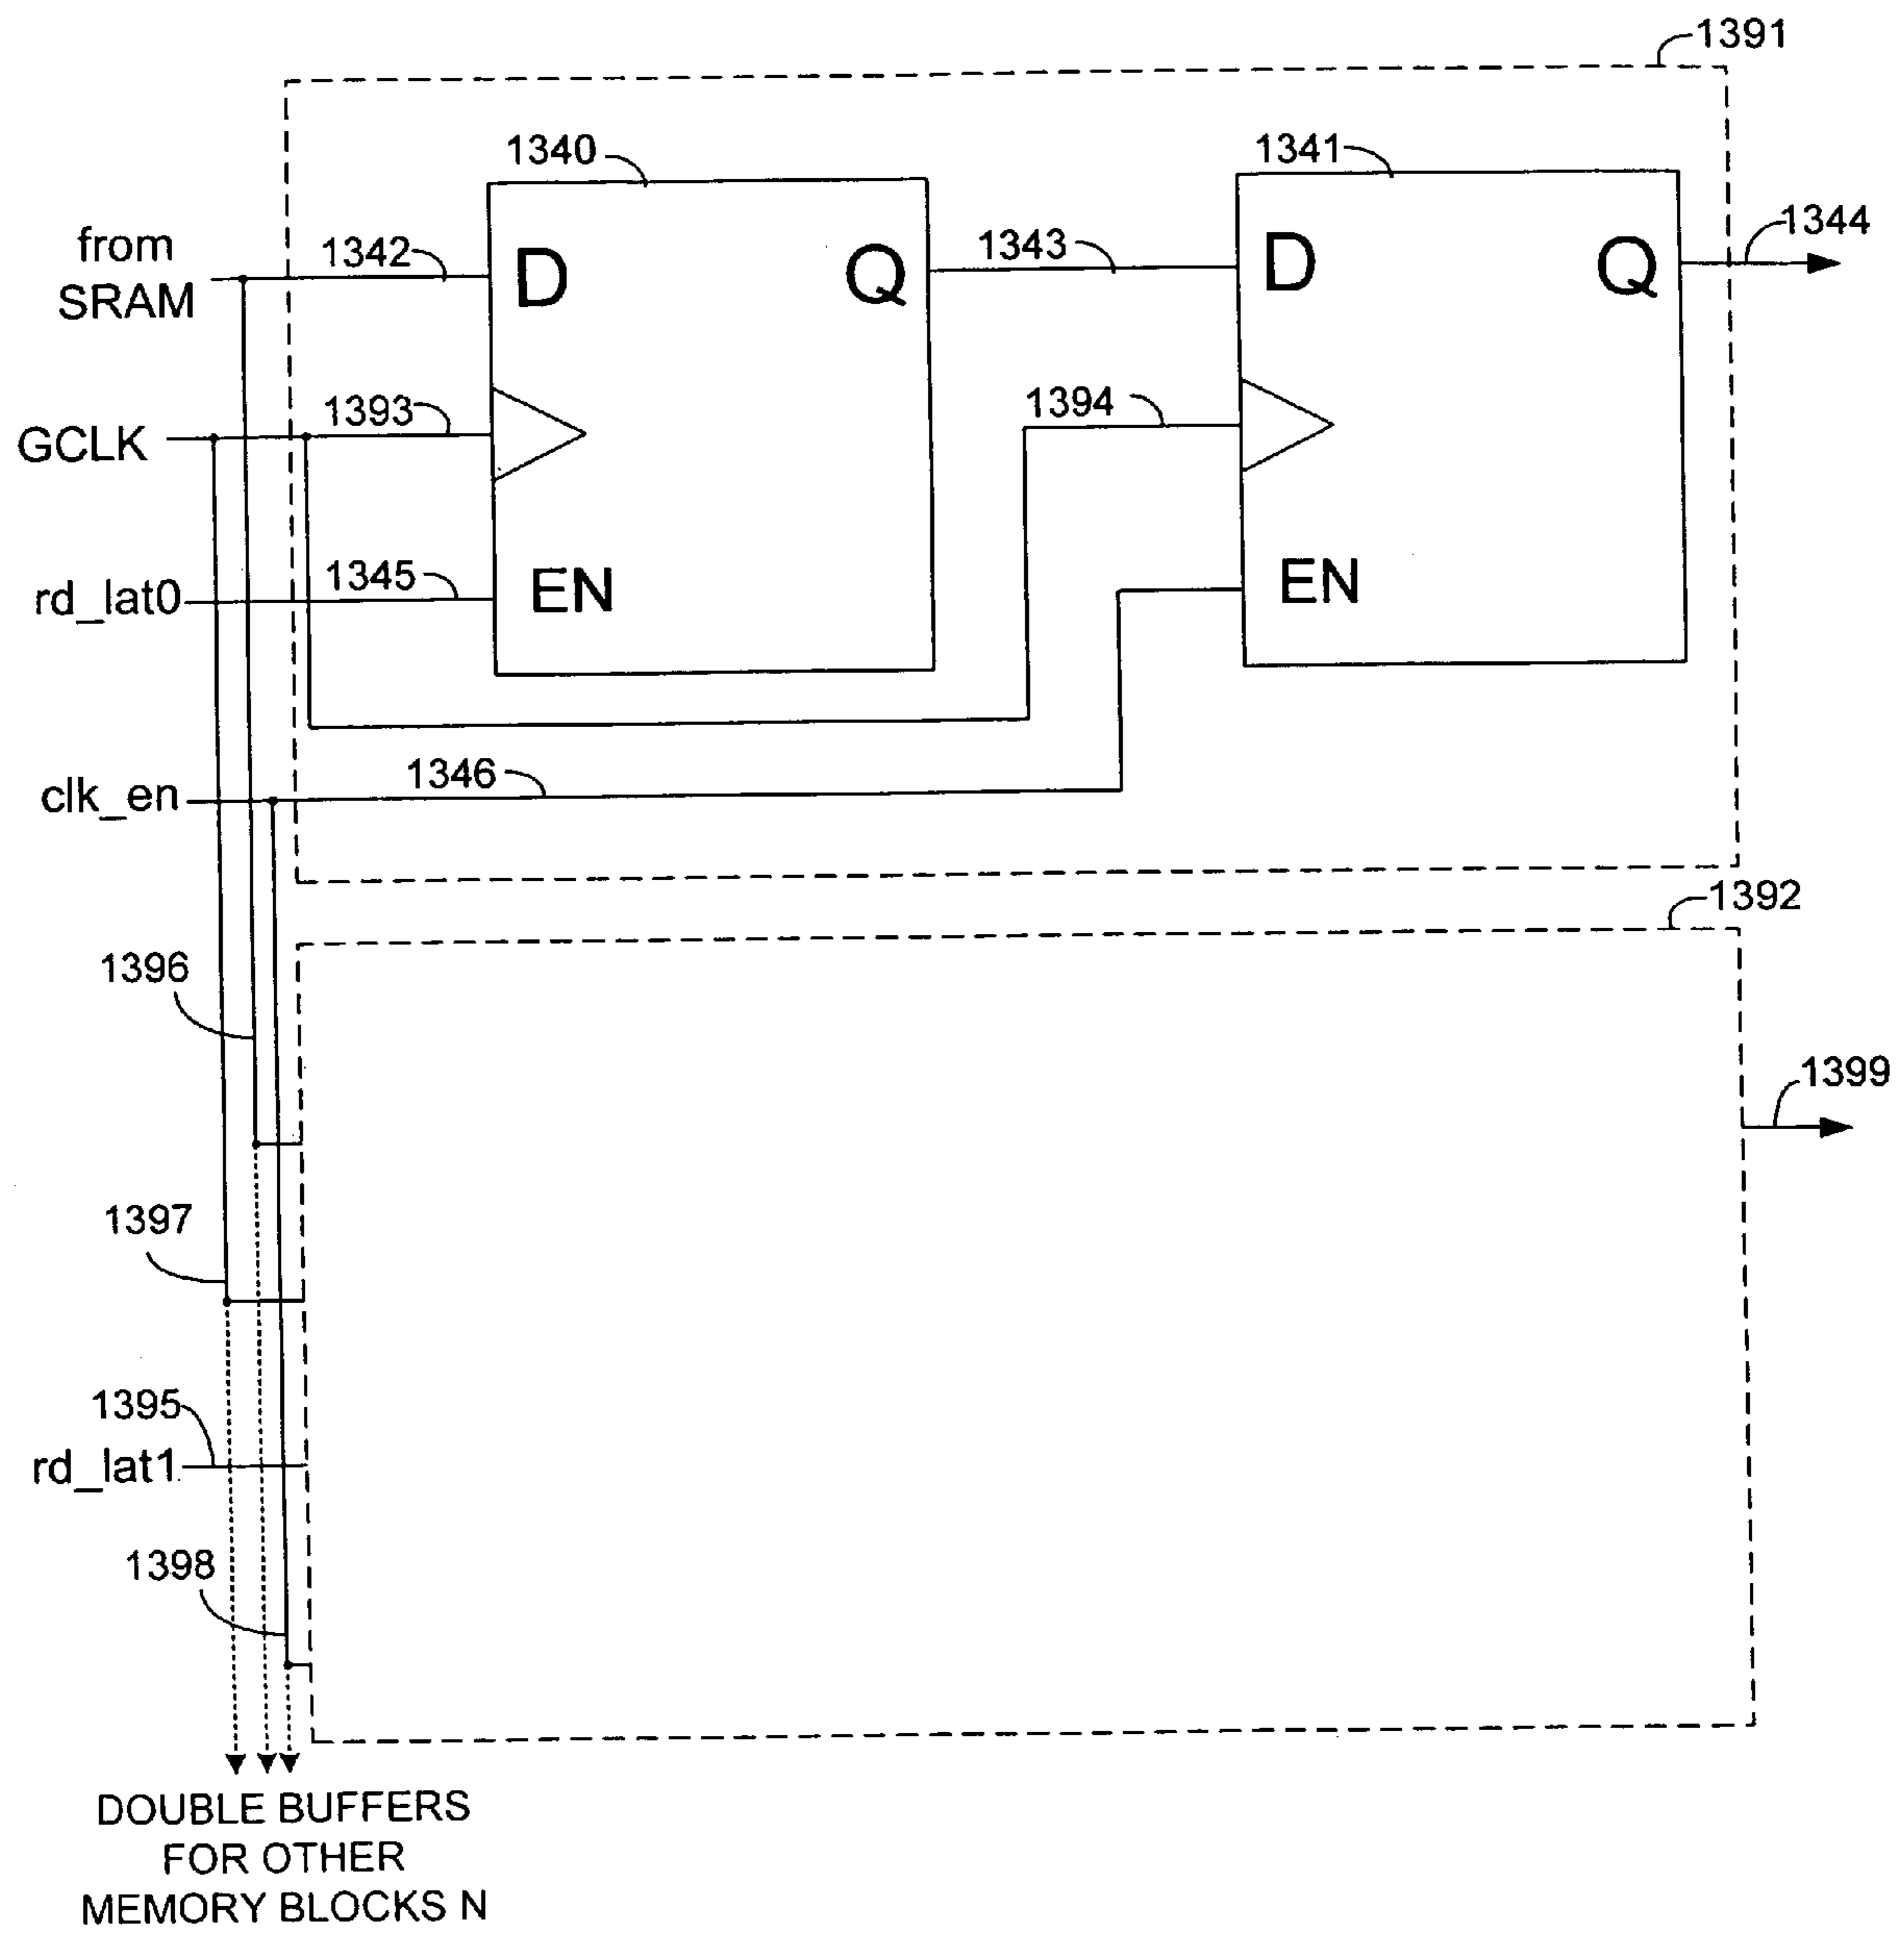 1391
1340
1341
from
SRAM
1342
D
Q
1343
D
Q
1344
GCLK
1393
1394
rd_lat0
1345
EN
EN
clk_en
1346
1392
1396
1399
1397
1395
rd_lat1
1398
DOUBLE BUFFERS
FOR OTHER
MEMORY BLOCKS N